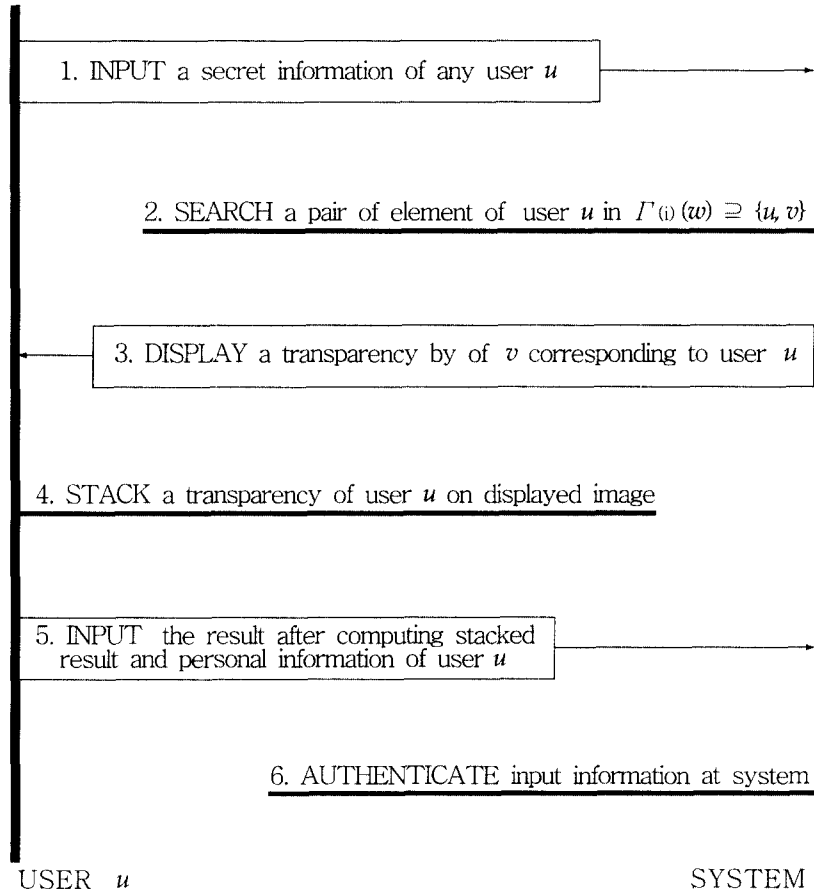 1. INPUT a secret information of any user u
2. SEARCH a pair of element of user u in Γ(i)(w) ⊇ {u, v}
3. DISPLAY a transparency by of v corresponding to user u
4. STACK a transparency of user u on displayed image
5. INPUT the result after computing stacked
result and personal information of user u
6. AUTHENTICATE input information at system
USER u SYSTEM